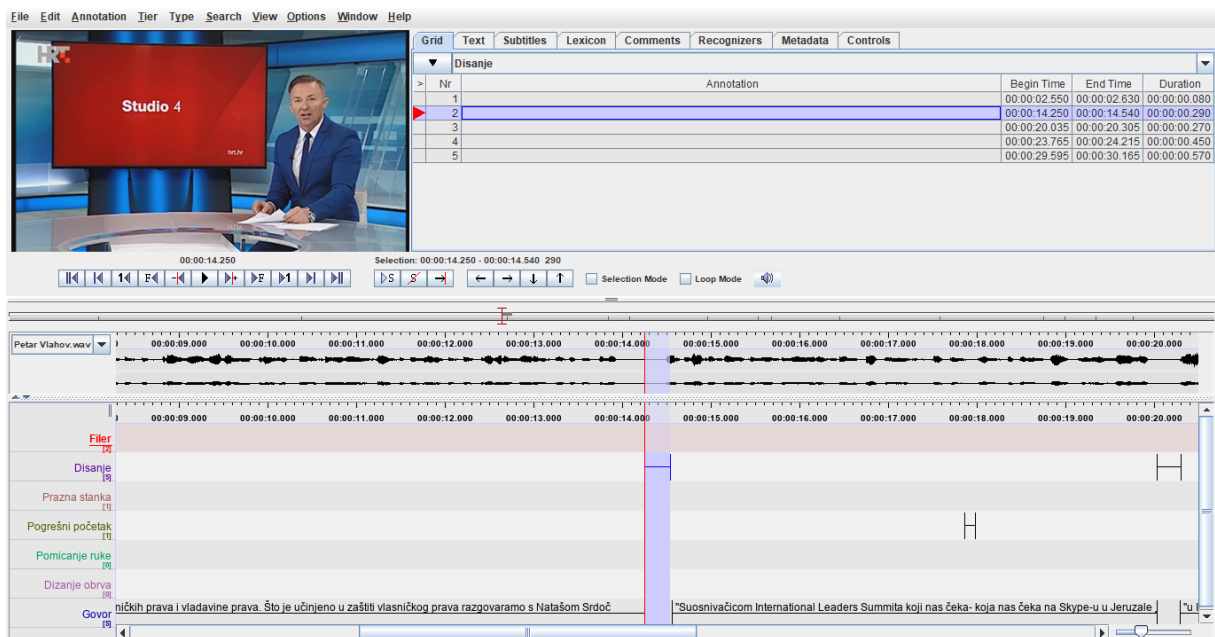 File Edit Annotation Tier Type Search View Options Window Help
HRT
Studio 4
hrt.hr
Grid Text Subtitles Lexicon Comments Recognizers Metadata Controls
Disanje
> Nr Annotation Begin Time End Time Duration
1 00:00:02.550 00:00:02.630 00:00:00.080
2 00:00:14.250 00:00:14.540 00:00:00.290
3 00:00:20.035 00:00:20.305 00:00:00.270
4 00:00:23.765 00:00:24.215 00:00:00.450
5 00:00:29.595 00:00:30.165 00:00:00.570
00:00:14.250 Selection: 00:00:14.250 - 00:00:14.540 290
1 F F 1 S S Selection Mode Loop Mode
Petar Vlahov.wav 00:00:09.000 00:00:10.000 00:00:11.000 00:00:12.000 00:00:13.000 00:00:14.000 00:00:15.000 00:00:16.000 00:00:17.000 00:00:18.000 00:00:19.000 00:00:20.000
00:00:09.000 00:00:10.000 00:00:11.000 00:00:12.000 00:00:13.000 00:00:14.000 00:00:15.000 00:00:16.000 00:00:17.000 00:00:18.000 00:00:19.000 00:00:20.000
Filer
[2]
Disanje
[5]
Prazna stanka
[1]
Pogrešni početak
[1]
Pomicanje ruke
[0]
Dizanje obrva
[0]
Govor ničkih prava i vladavine prava. Što je učinjeno u zaštiti vlasničkog prava razgovaramo s Natašom Srdoč "Suosnivačicom International Leaders Summita koji nas čeka- koja nas čeka na Skype-u u Jeruzale "u
[5]